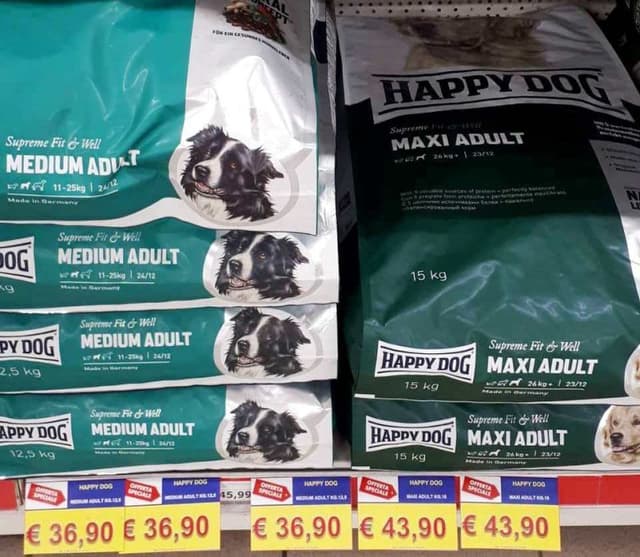 FÜR EIN GESUNDES
Supreme Fit & Well
MEDIUM ADULT
11-25kg | 24/12
Made in Germany
OG
kg
Supreme Fit & Well
MEDIUM ADULT
11-25kg | 24/12
Made in Germany
PY DOG
2,5 kg
Supreme Fit & Well
MEDIUM ADULT
11-25kg | 24/12
Made in Germany
APPY DOG
12,5 kg
Supreme Fit & Well
MEDIUM ADULT
11-25kg | 24/12
Made in Germany
HAPPY DOG
Supreme Fit & Well
MAXI ADULT
26kg+ | 23/12
15 kg
HAPPY DOG
15 kg
Supreme Fit & Well
MAXI ADULT
26kg+ | 23/12
Made in Germany
HAPPY DOG
15 kg
Supreme Fit & Well
MAXI ADULT
26kg+ | 23/12
Made in Germany
OFFERTA SPECIALE
HAPPY DOG
MEDIUM ADULT KG.12,5
€ 36,90
OFFERTA SPECIALE
HAPPY DOG
MEDIUM ADULT KG.12,5
€ 36,90
45,99
OFFERTA SPECIALE
HAPPY DOG
MEDIUM ADULT KG.12,5
€ 36,90
OFFERTA SPECIALE
HAPPY DOG
MAXI ADULT KG.15
€ 43,90
OFFERTA SPECIALE
HAPPY DOG
MAXI ADULT KG.15
€ 43,90